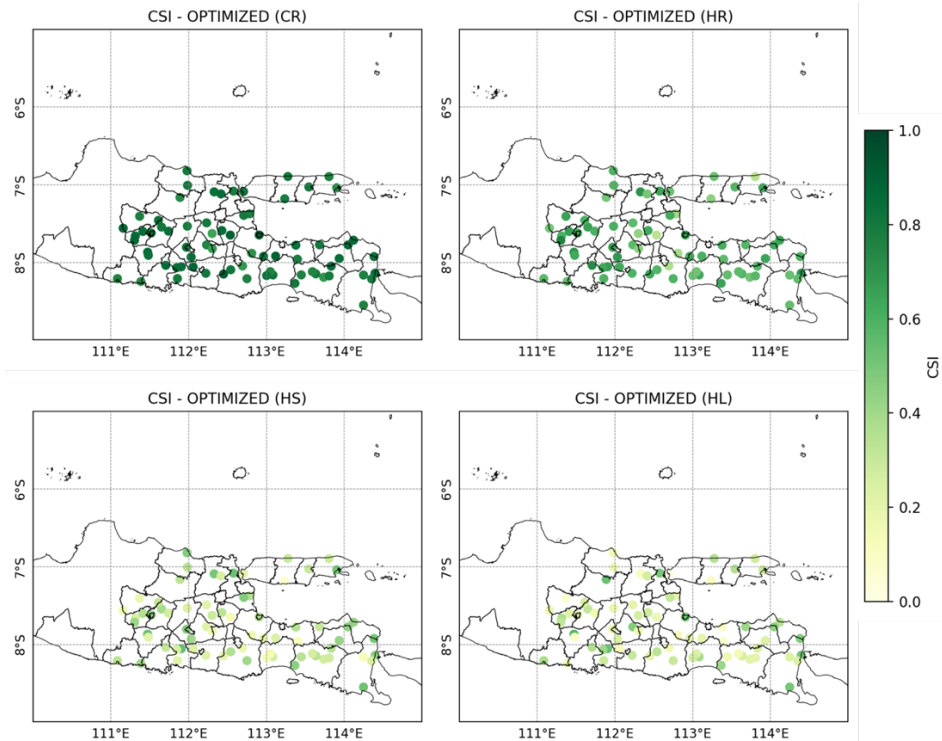 CSI - OPTIMIZED (CR)
6°S
7°S
8°S
111°E 112°E 113°E 114°E
CSI - OPTIMIZED (HR)
6°S
7°S
8°S
111°E 112°E 113°E 114°E
CSI - OPTIMIZED (HS)
6°S
7°S
8°S
111°E 112°E 113°E 114°E
CSI - OPTIMIZED (HL)
6°S
7°S
8°S
111°E 112°E 113°E 114°E
1.0
0.8
0.6
0.4
0.2
0.0
CSI